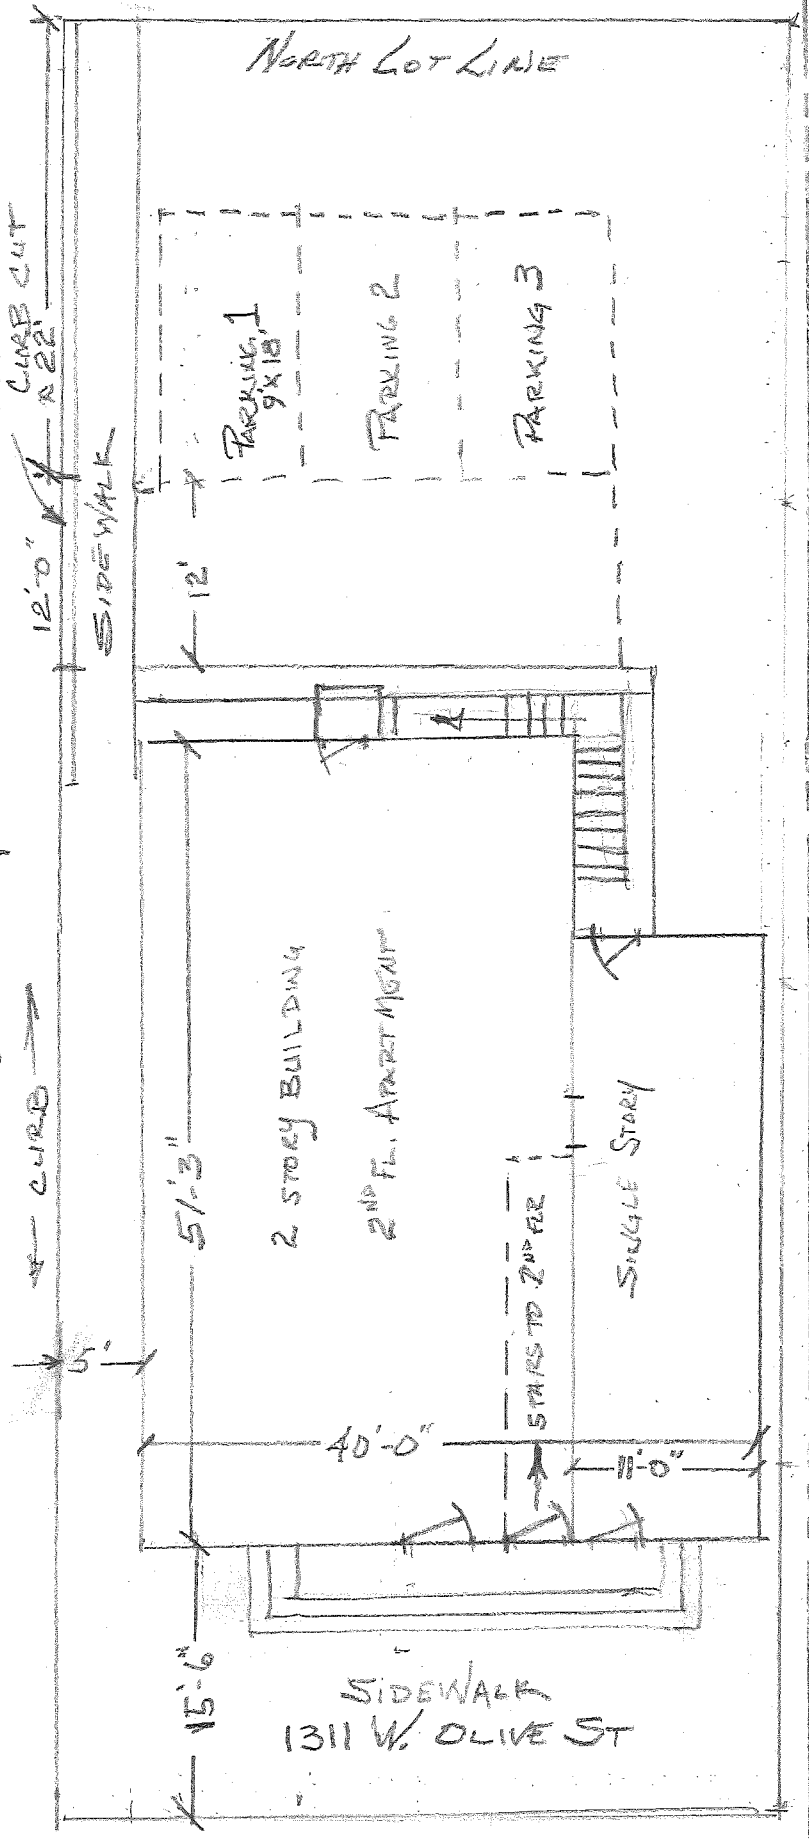 NORTH LOT LINE
CURB CUT
≈ 22'
12'-0"
SIDEWALK
PARKING 1
9'X18'
PARKING 2
PARKING 3
12'
← CURB →
51'-3"
2 STORY BUILDING
2ND FL. APARTMENT
STAIRS TO 2ND FLR
SINGLE STORY
5'
40'-0"
11'-0"
15'-6"
SIDEWALK
1311 W. OLIVE ST